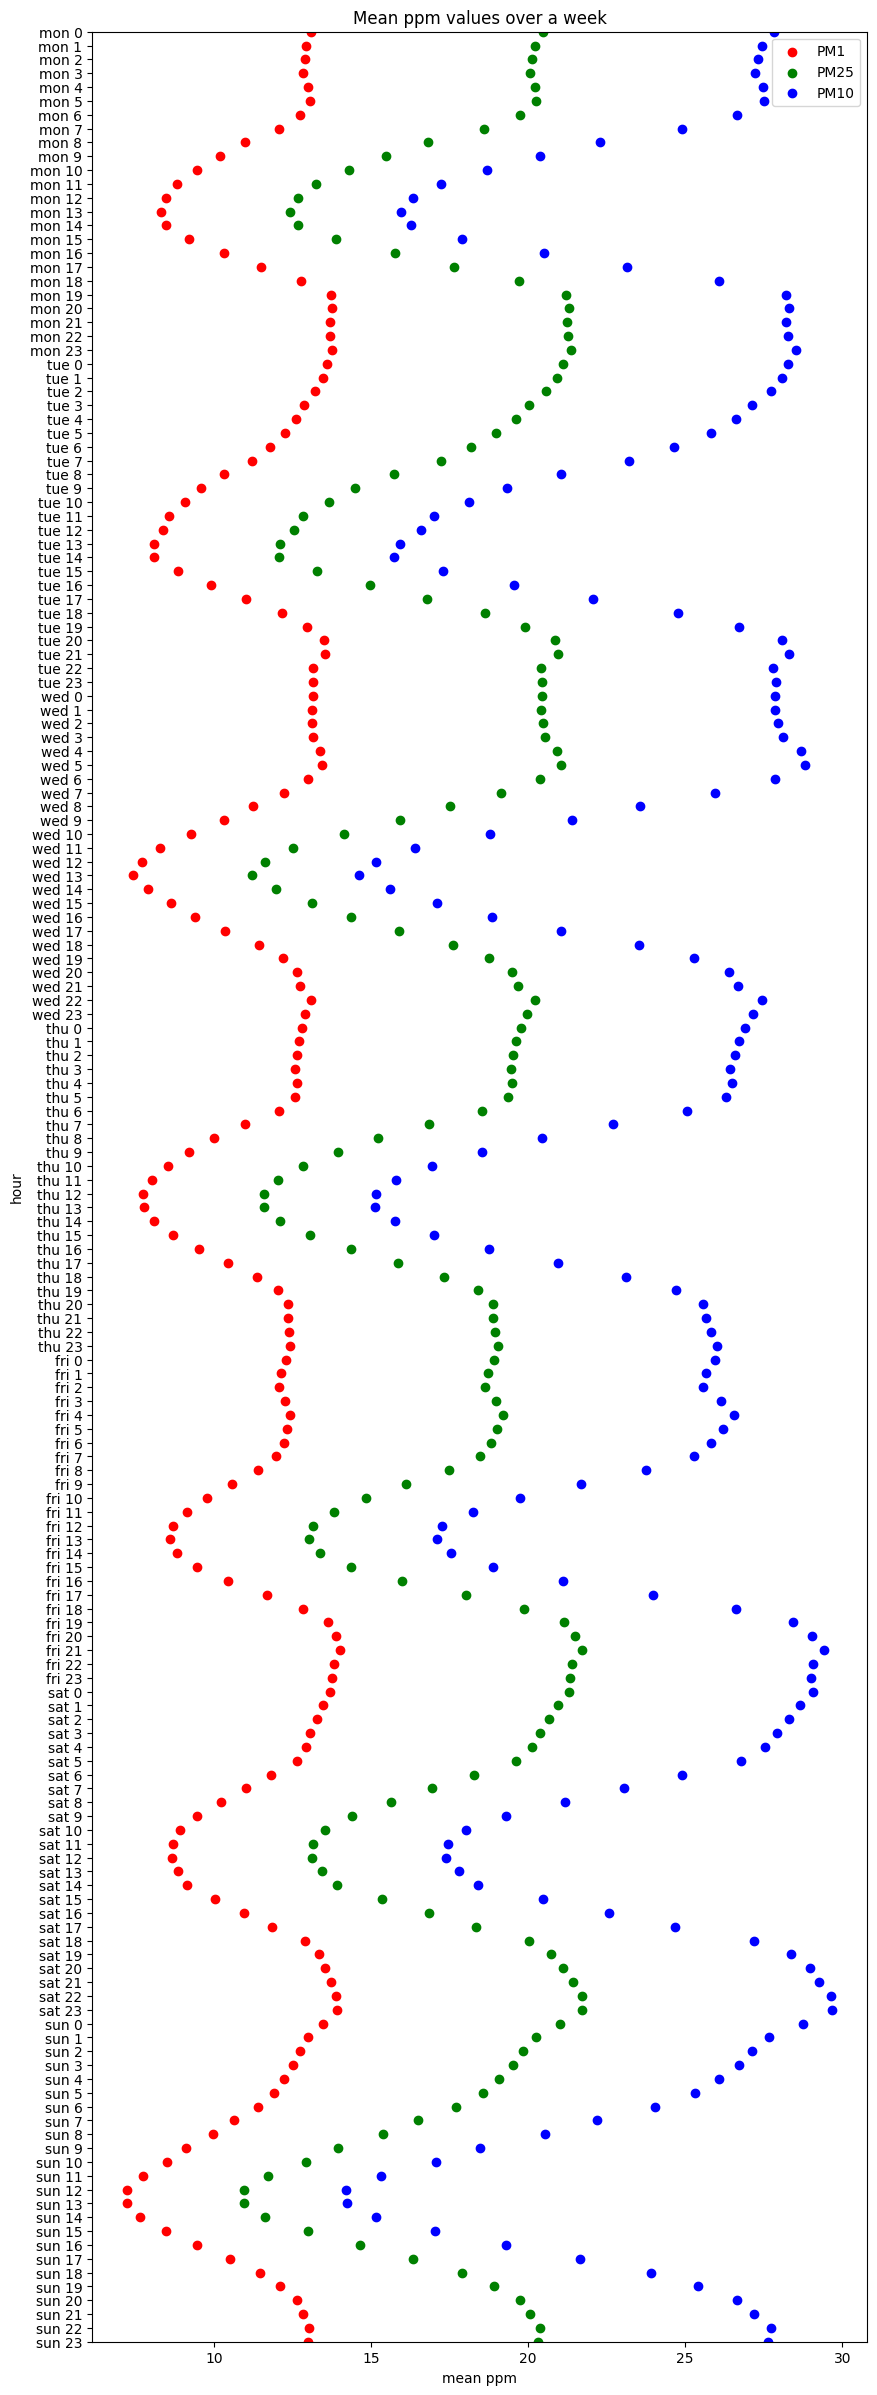 Mean ppm values over a week
PM1
PM25
PM10
mon 0
mon 1
mon 2
mon 3
mon 4
mon 5
mon 6
mon 7
mon 8
mon 9
mon 10
mon 11
mon 12
mon 13
mon 14
mon 15
mon 16
mon 17
mon 18
mon 19
mon 20
mon 21
mon 22
mon 23
tue 0
tue 1
tue 2
tue 3
tue 4
tue 5
tue 6
tue 7
tue 8
tue 9
tue 10
tue 11
tue 12
tue 13
tue 14
tue 15
tue 16
tue 17
tue 18
tue 19
tue 20
tue 21
tue 22
tue 23
wed 0
wed 1
wed 2
wed 3
wed 4
wed 5
wed 6
wed 7
wed 8
wed 9
wed 10
wed 11
wed 12
wed 13
wed 14
wed 15
wed 16
wed 17
wed 18
wed 19
wed 20
wed 21
wed 22
wed 23
thu 0
thu 1
thu 2
thu 3
thu 4
thu 5
thu 6
thu 7
thu 8
thu 9
thu 10
thu 11
thu 12
thu 13
thu 14
thu 15
thu 16
thu 17
thu 18
thu 19
thu 20
thu 21
thu 22
thu 23
fri 0
fri 1
fri 2
fri 3
fri 4
fri 5
fri 6
fri 7
fri 8
fri 9
fri 10
fri 11
fri 12
fri 13
fri 14
fri 15
fri 16
fri 17
fri 18
fri 19
fri 20
fri 21
fri 22
fri 23
sat 0
sat 1
sat 2
sat 3
sat 4
sat 5
sat 6
sat 7
sat 8
sat 9
sat 10
sat 11
sat 12
sat 13
sat 14
sat 15
sat 16
sat 17
sat 18
sat 19
sat 20
sat 21
sat 22
sat 23
sun 0
sun 1
sun 2
sun 3
sun 4
sun 5
sun 6
sun 7
sun 8
sun 9
sun 10
sun 11
sun 12
sun 13
sun 14
sun 15
sun 16
sun 17
sun 18
sun 19
sun 20
sun 21
sun 22
sun 23
hour
10 15 20 25 30
mean ppm